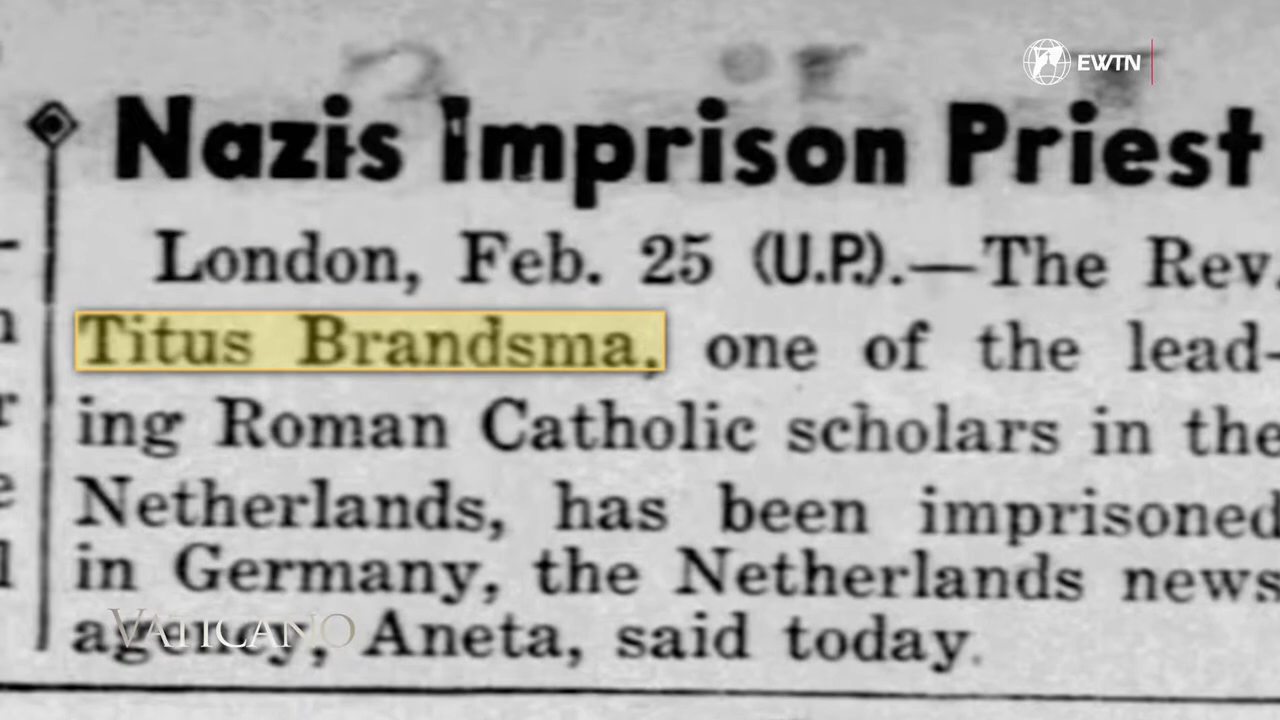 EWTN
Nazis Imprison Priest
London, Feb. 25 (U.P.).—The Rev.
Titus Brandsma, one of the lead-
ing Roman Catholic scholars in the
Netherlands, has been imprisoned
in Germany, the Netherlands news
agency, Aneta, said today.
VATICANO